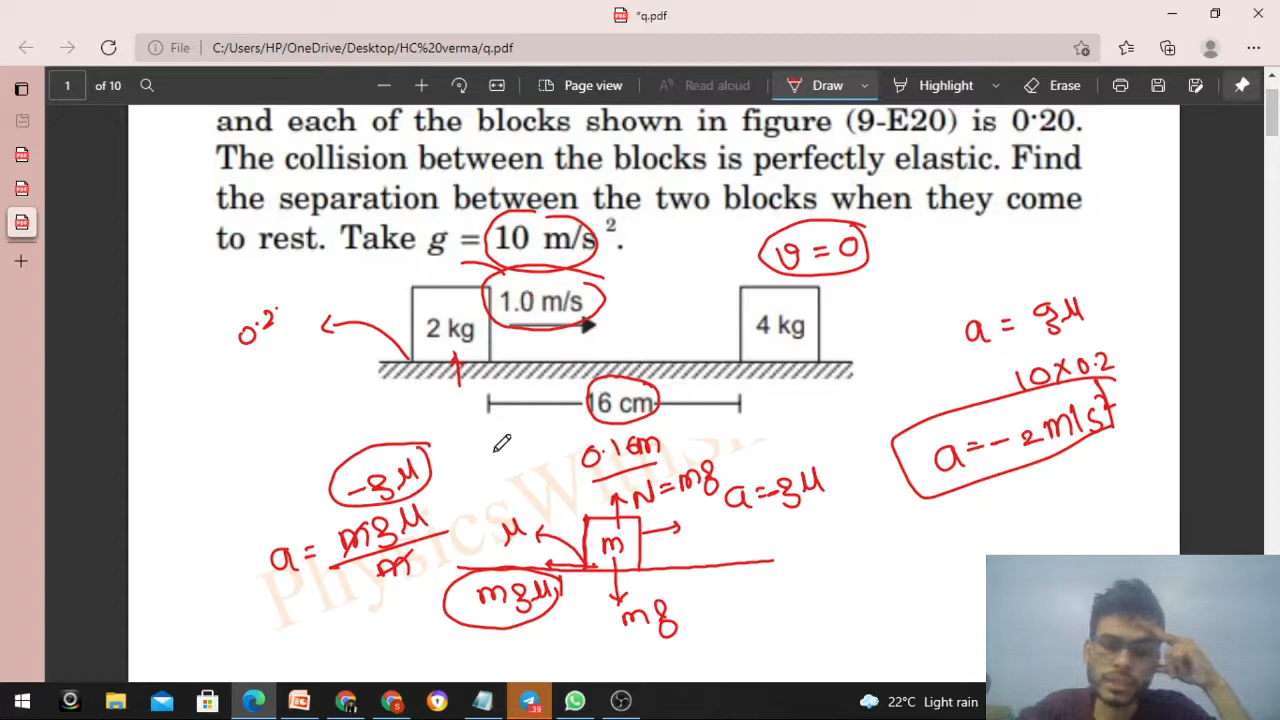 *q.pdf
File C:/Users/HP/OneDrive/Desktop/HC%20verma/q.pdf
1 of 10 Page view Read aloud Draw Highlight Erase
and each of the blocks shown in figure (9-E20) is 0·20.
The collision between the blocks is perfectly elastic. Find
the separation between the two blocks when they come
to rest. Take g = 10 m/s 2.
v = 0
1.0 m/s
0.2
2 kg
4 kg
a = gμ
10 × 0.2
16 cm
a = - 2 m/s²
-gμ
N = mg
a = -gμ
a = mgμ
m
μ
m
mgμ
mg
PhysicsWith
39
22°C Light rain